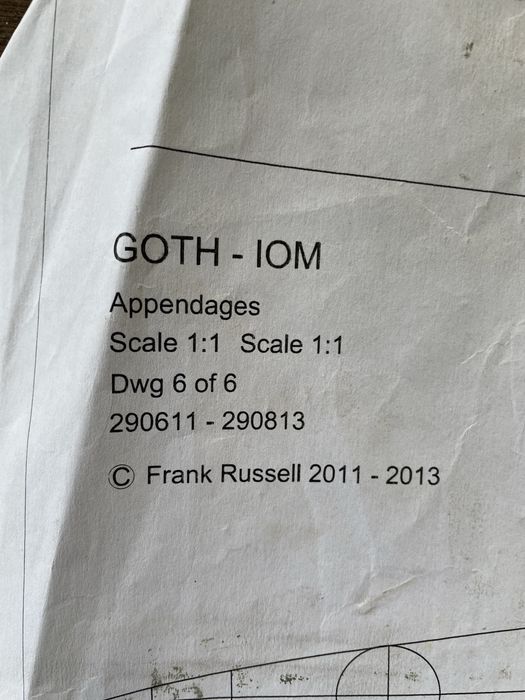 GOTH - IOM
Appendages
Scale 1:1 Scale 1:1
Dwg 6 of 6
290611 - 290813
© Frank Russell 2011 - 2013